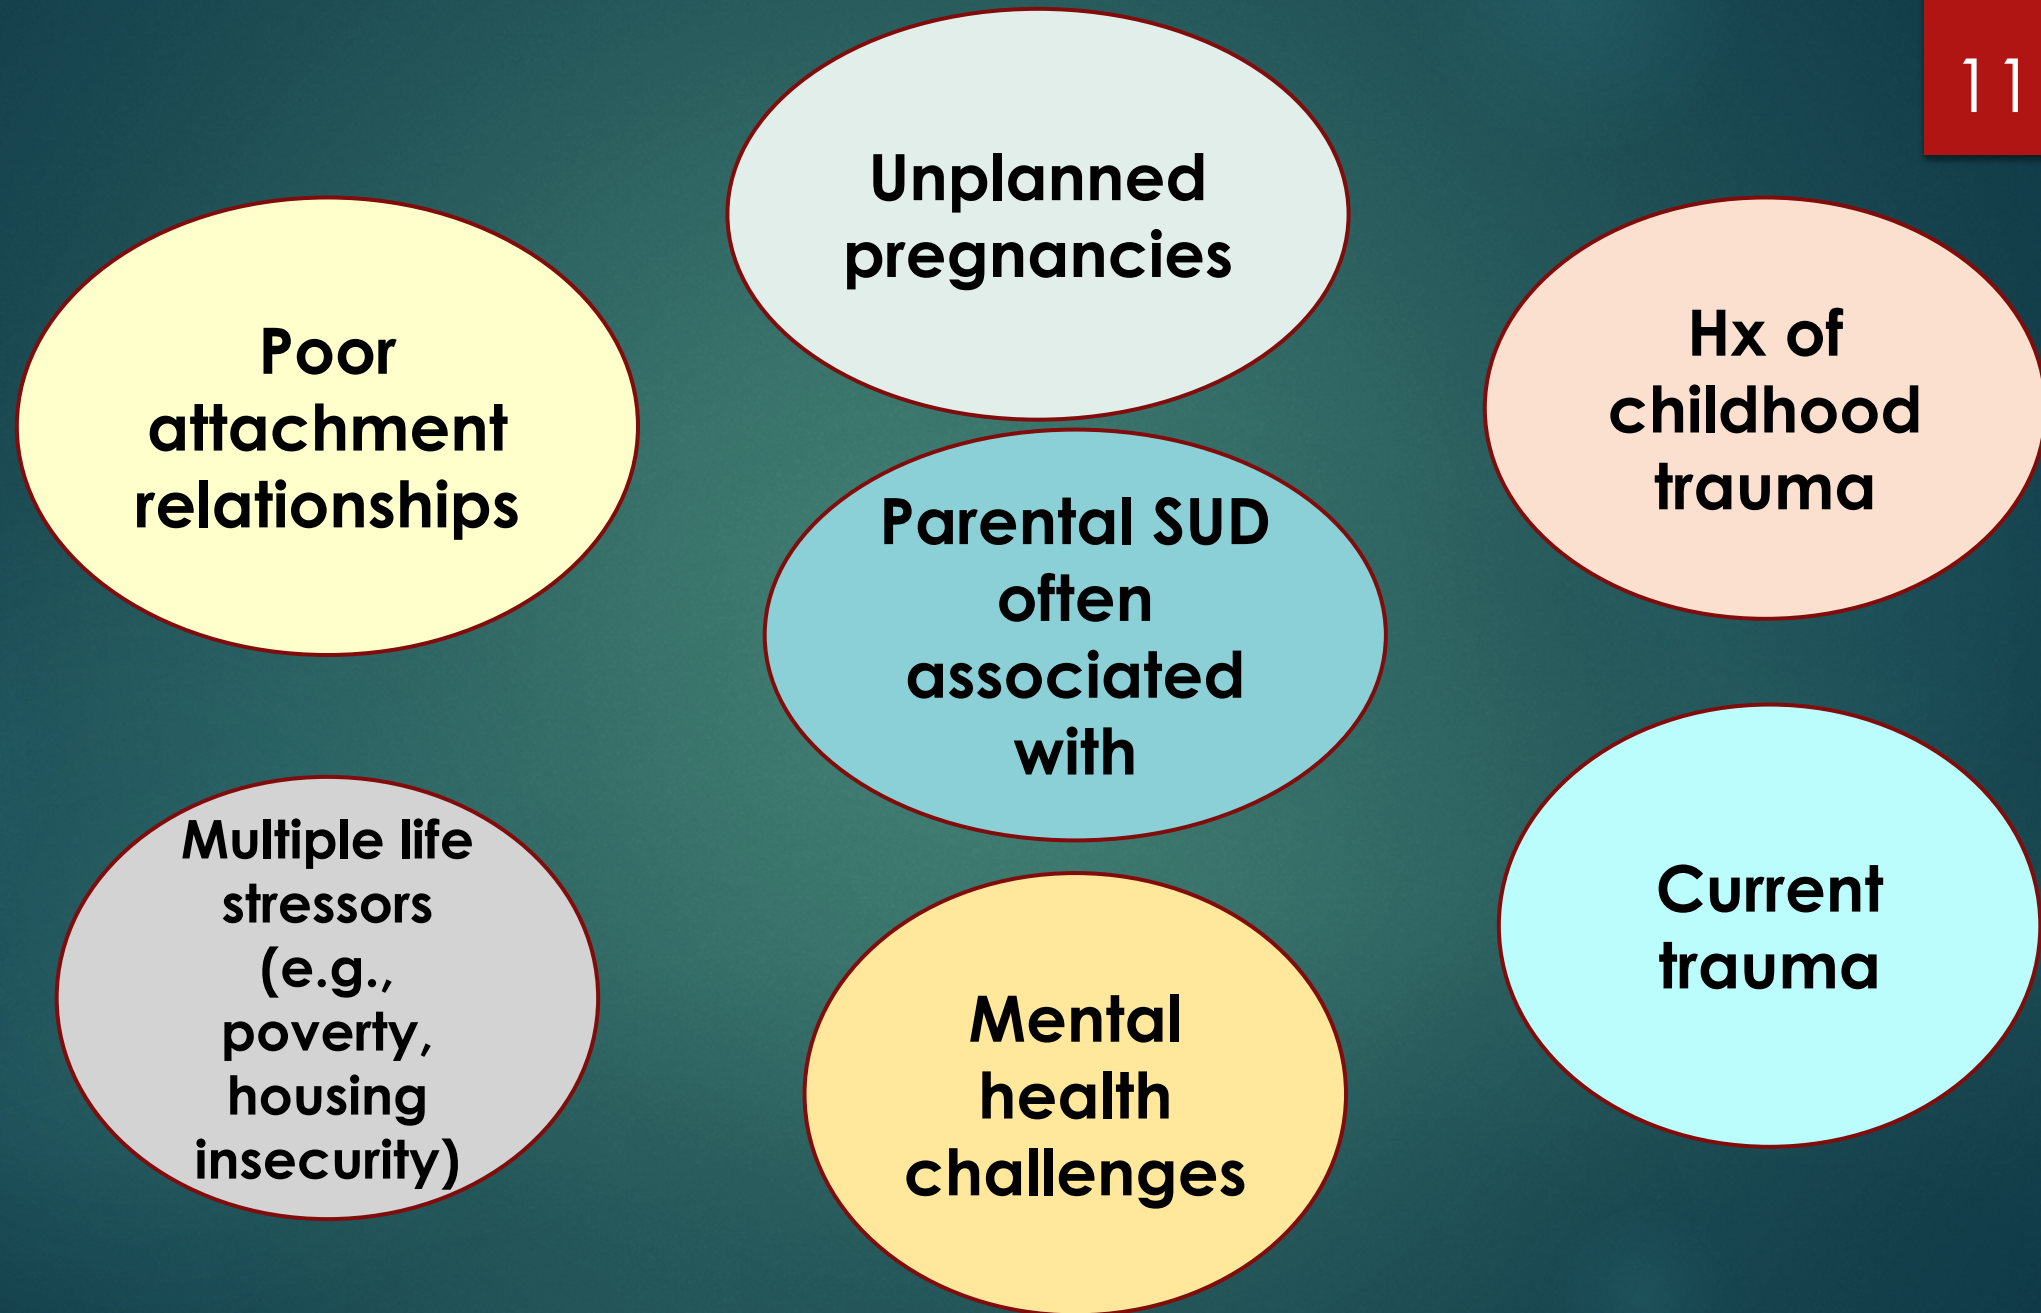 11
Unplanned
pregnancies
Poor
attachment
relationships
Hx of
childhood
trauma
Parental SUD
often
associated
with
Multiple life
stressors
(e.g.,
poverty,
housing
insecurity)
Mental
health
challenges
Current
trauma